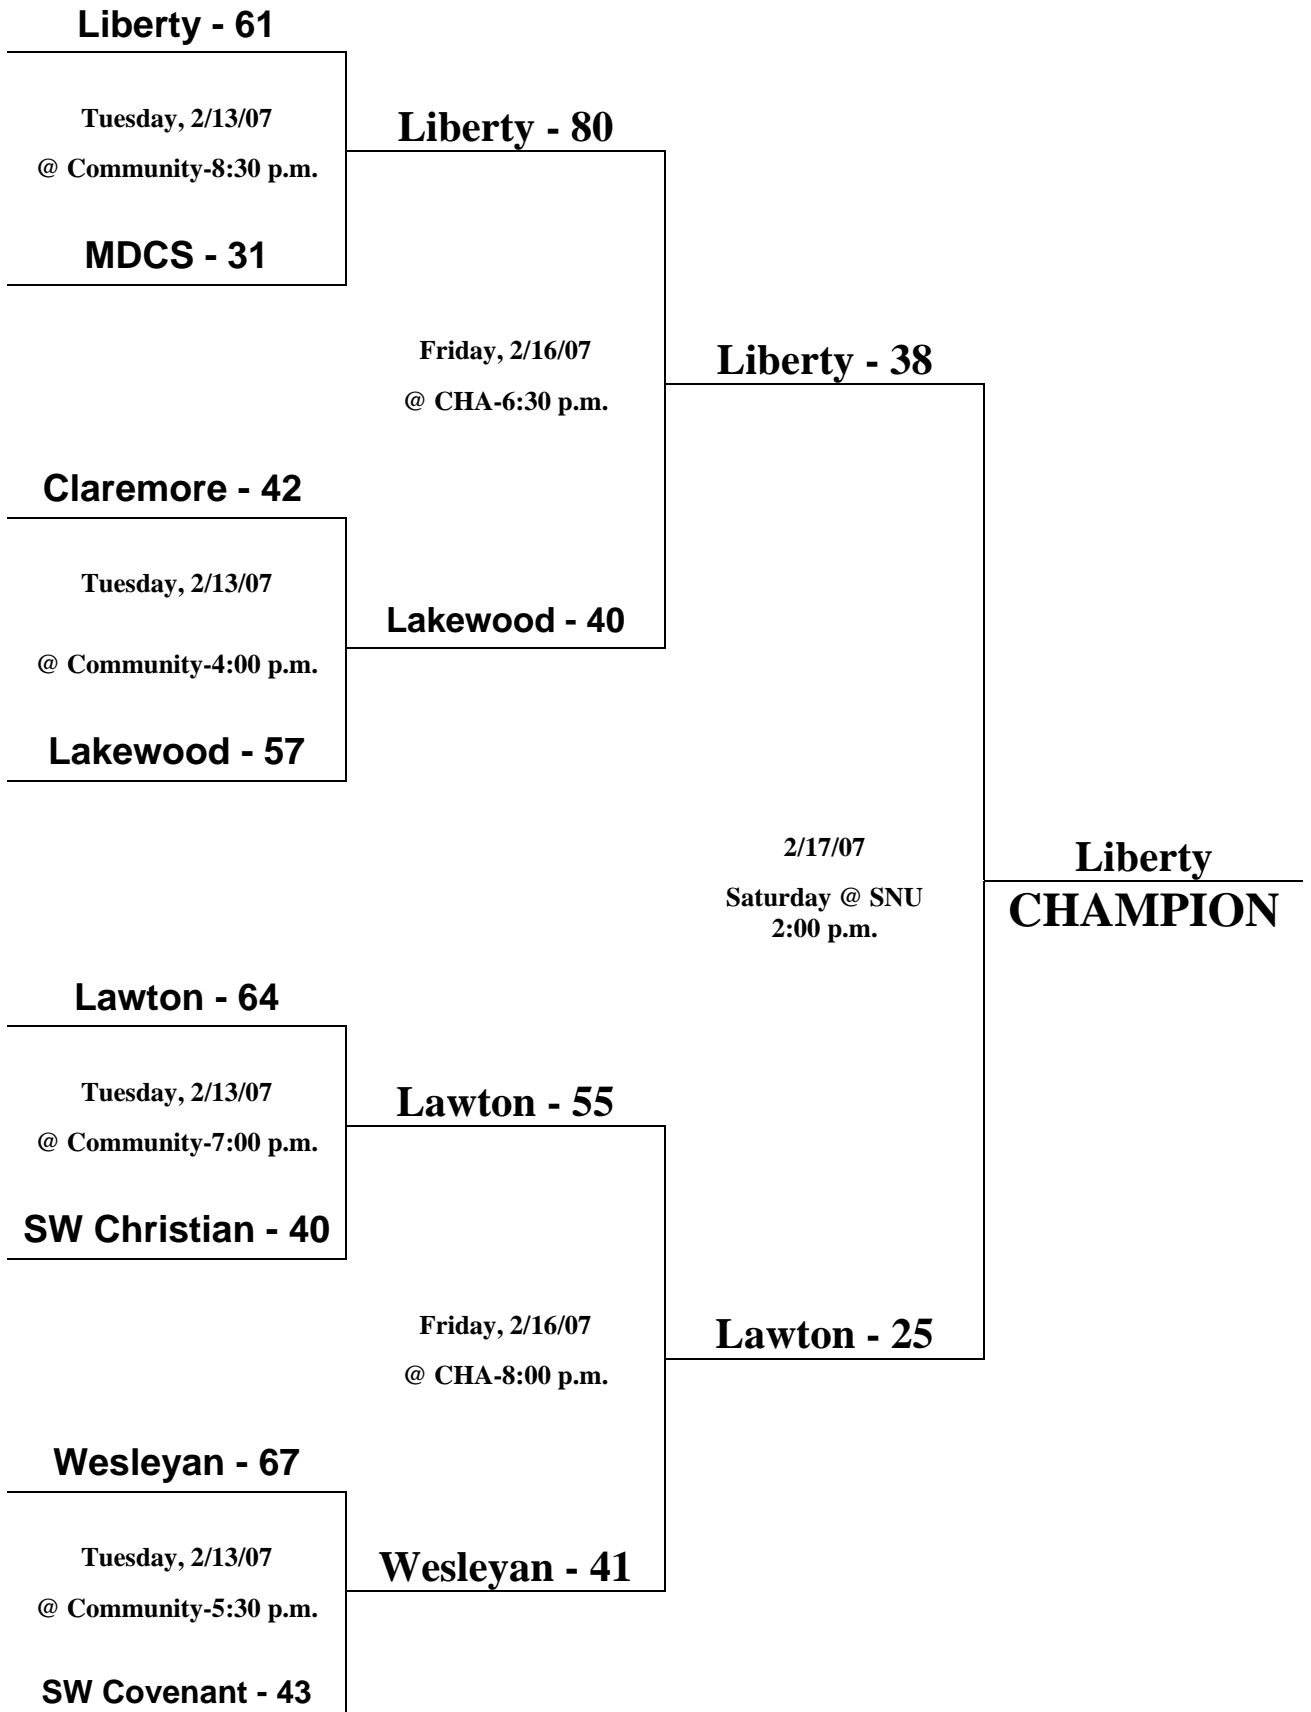 Liberty - 61
Tuesday, 2/13/07
@ Community-8:30 p.m.
MDCS - 31
Liberty - 80
Friday, 2/16/07
@ CHA-6:30 p.m.
Claremore - 42
Tuesday, 2/13/07
@ Community-4:00 p.m.
Lakewood - 57
Lakewood - 40
Liberty - 38
2/17/07
Saturday @ SNU
2:00 p.m.
Liberty
CHAMPION
Lawton - 64
Tuesday, 2/13/07
@ Community-7:00 p.m.
SW Christian - 40
Lawton - 55
Friday, 2/16/07
@ CHA-8:00 p.m.
Lawton - 25
Wesleyan - 67
Tuesday, 2/13/07
@ Community-5:30 p.m.
SW Covenant - 43
Wesleyan - 41